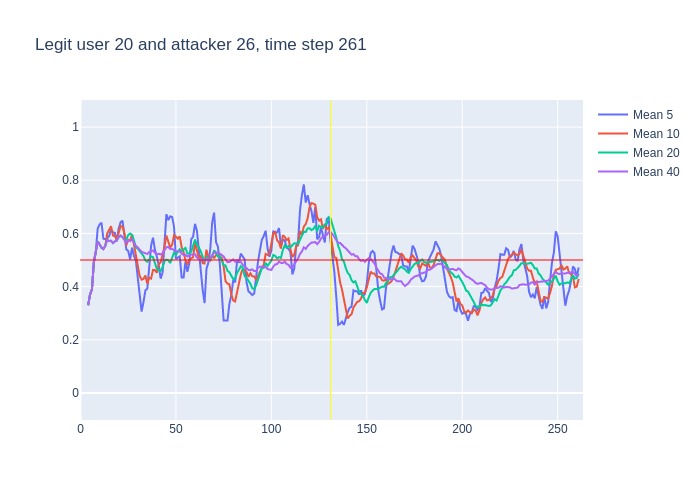 Legit user 20 and attacker 26, time step 261
Mean 5
Mean 10
Mean 20
Mean 40
1
0.8
0.6
0.4
0.2
0
0 50 100 150 200 250